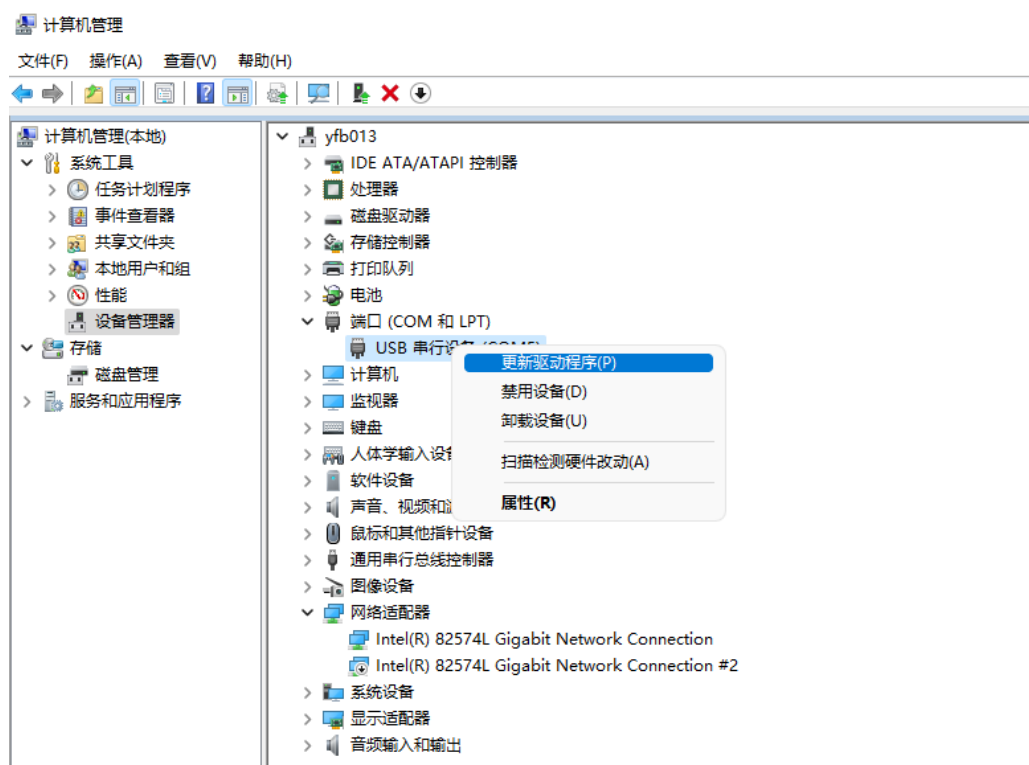 计算机管理
文件(F) 操作(A) 查看(V) 帮助(H)
计算机管理(本地)
系统工具
任务计划程序
事件查看器
共享文件夹
本地用户和组
性能
设备管理器
存储
磁盘管理
服务和应用程序
yfb013
IDE ATA/ATAPI 控制器
处理器
磁盘驱动器
存储控制器
打印队列
电池
端口 (COM 和 LPT)
USB 串行设
更新驱动程序(P)
禁用设备(D)
卸载设备(U)
扫描检测硬件改动(A)
属性(R)
计算机
监视器
键盘
人体学输入设
软件设备
声音、视频和
鼠标和其他指针设备
通用串行总线控制器
图像设备
网络适配器
Intel(R) 82574L Gigabit Network Connection
Intel(R) 82574L Gigabit Network Connection #2
系统设备
显示适配器
音频输入和输出